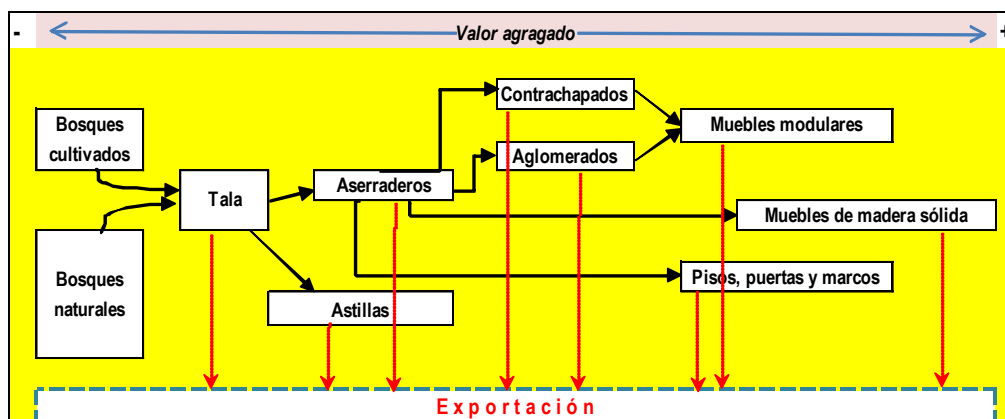 - Valor agragado +
Contrachapados
Bosques
cultivados
Muebles modulares
Aglomerados
Tala
Aserraderos
Muebles de madera sólida
Bosques
naturales
Pisos, puertas y marcos
Astillas
Exportación